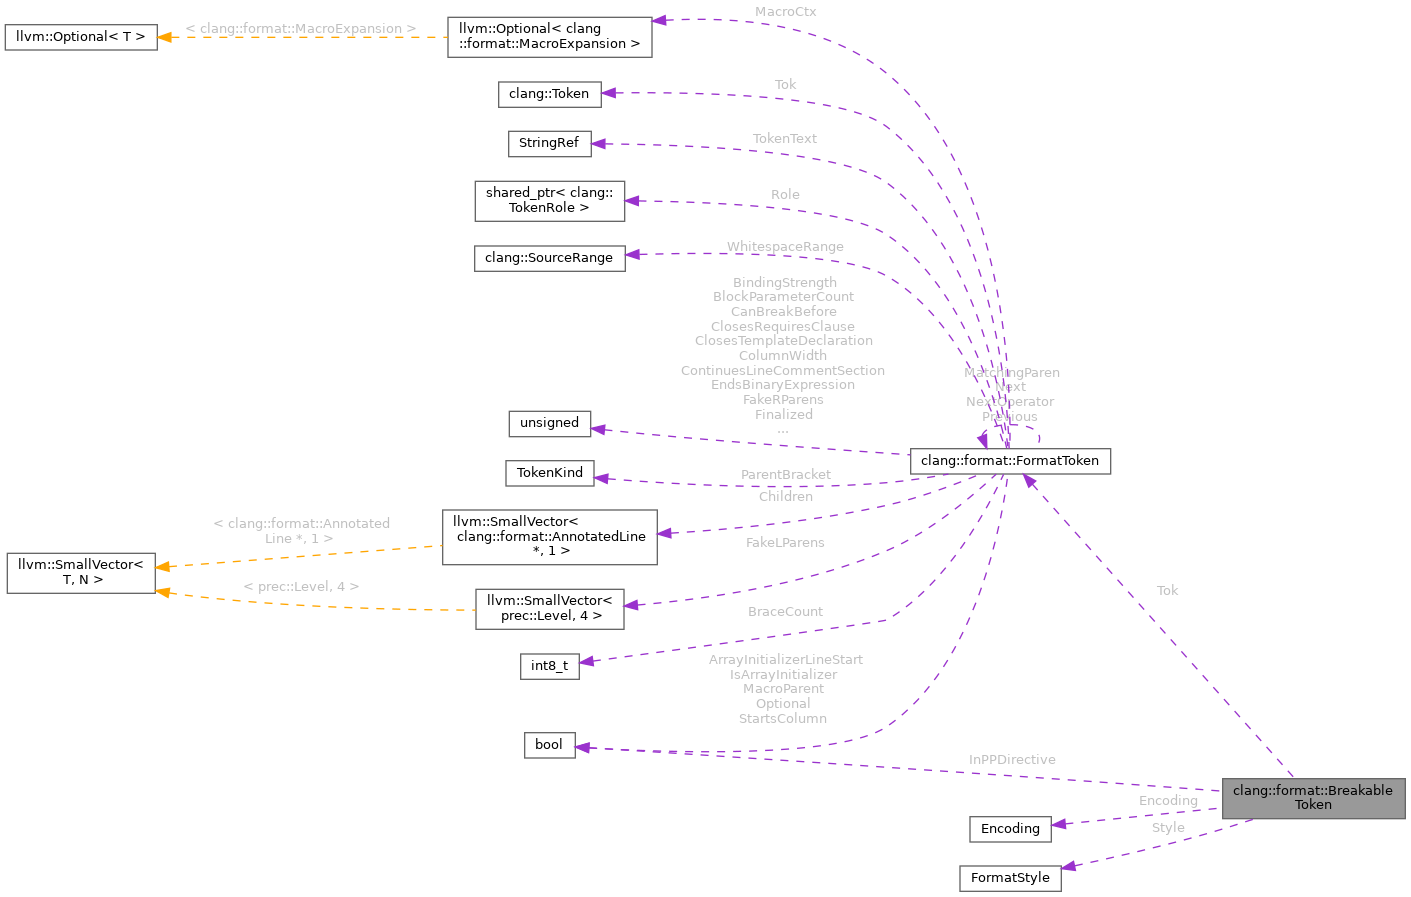 MacroCtx
< clang::format::MacroExpansion >
llvm::Optional< T >
llvm::Optional< clang
::format::MacroExpansion >
Tok
clang::Token
TokenText
StringRef
Role
shared_ptr< clang::
TokenRole >
WhitespaceRange
clang::SourceRange
BindingStrength
BlockParameterCount
CanBreakBefore
ClosesRequiresClause
ClosesTemplateDeclaration
ColumnWidth
ContinuesLineCommentSection
EndsBinaryExpression
FakeRParens
Finalized
...
MatchingParen
Next
NextOperator
Previous
unsigned
clang::format::FormatToken
TokenKind
ParentBracket
Children
< clang::format::Annotated
Line *, 1 >
llvm::SmallVector<
clang::format::AnnotatedLine
*, 1 >
FakeLParens
llvm::SmallVector<
T, N >
< prec::Level, 4 >
llvm::SmallVector<
prec::Level, 4 >
Tok
BraceCount
int8_t
ArrayInitializerLineStart
IsArrayInitializer
MacroParent
Optional
StartsColumn
bool
InPPDirective
clang::format::Breakable
Token
Encoding
Encoding
Style
FormatStyle